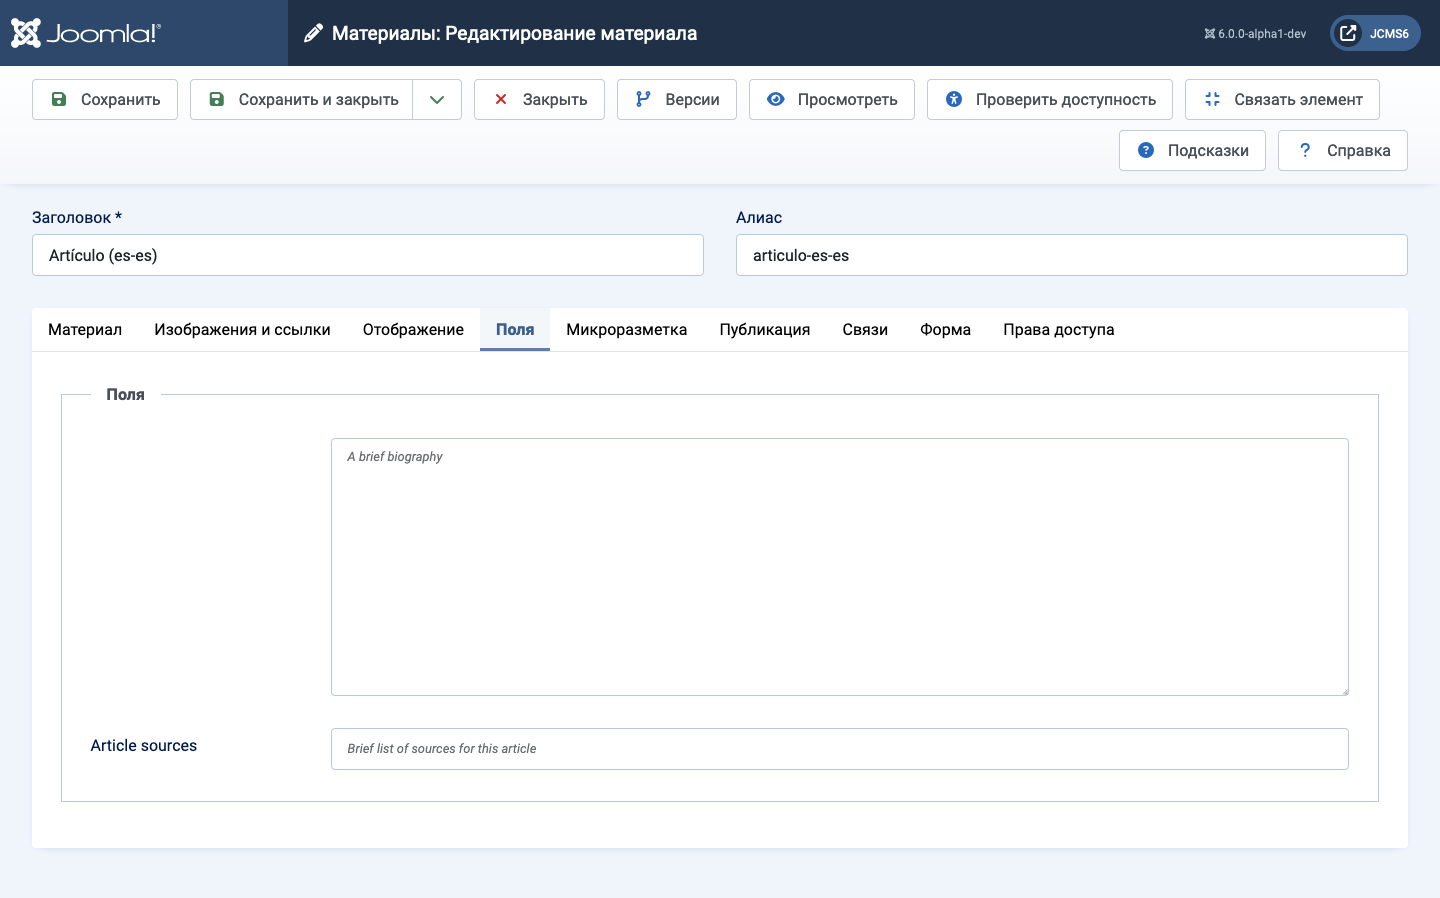 Joomla!®
Материалы: Редактирование материала
6.0.0-alpha1-dev
JCMS6
Сохранить
Сохранить и закрыть
Закрыть
Версии
Просмотреть
Проверить доступность
Связать элемент
Подсказки
Справка
Заголовок *
Алиас
Artículo (es-es)
articulo-es-es
Материал
Изображения и ссылки
Отображение
Поля
Микроразметка
Публикация
Связи
Форма
Права доступа
Поля
A brief biography
Article sources
Brief list of sources for this article